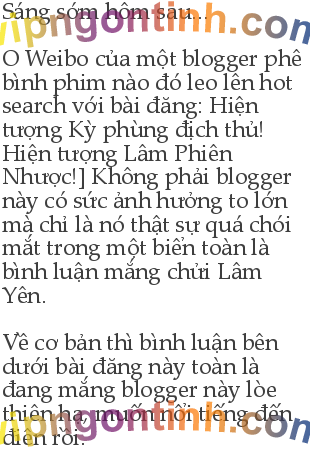 Sáng sớm hôm sau...
vipngontinh.com
O Weibo của một blogger phê
bình phim nào đó leo lên hot
search với bài đăng: Hiện
tượng Kỳ phùng địch thủ!
Hiện tượng Lâm Phiên
Nhược!] Không phải blogger
này có sức ảnh hưởng to lớn
mà chỉ là nó thật sự quá chói
mắt trong một biển toàn là
bình luận mắng chửi Lâm
Yên.
Về cơ bản thì bình luận bên
dưới bài đăng này toàn là
đang mắng blogger này lòe
thiên hạ, muốn nổi tiếng đến
vipngontinh.com
điên rồi.